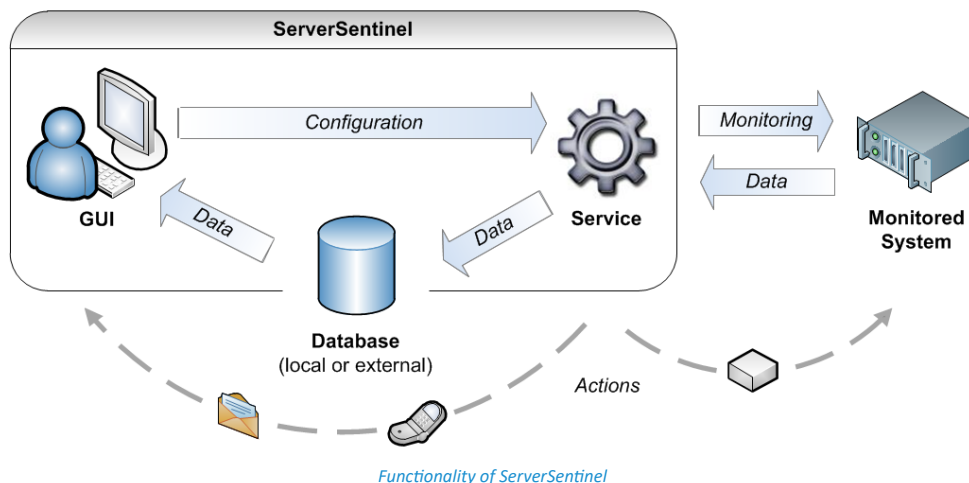 ServerSentinel
Configuration
Monitoring
Data
GUI
Data
Data
Service
Monitored
System
Database
(local or external)
Actions
Functionality of ServerSentinel